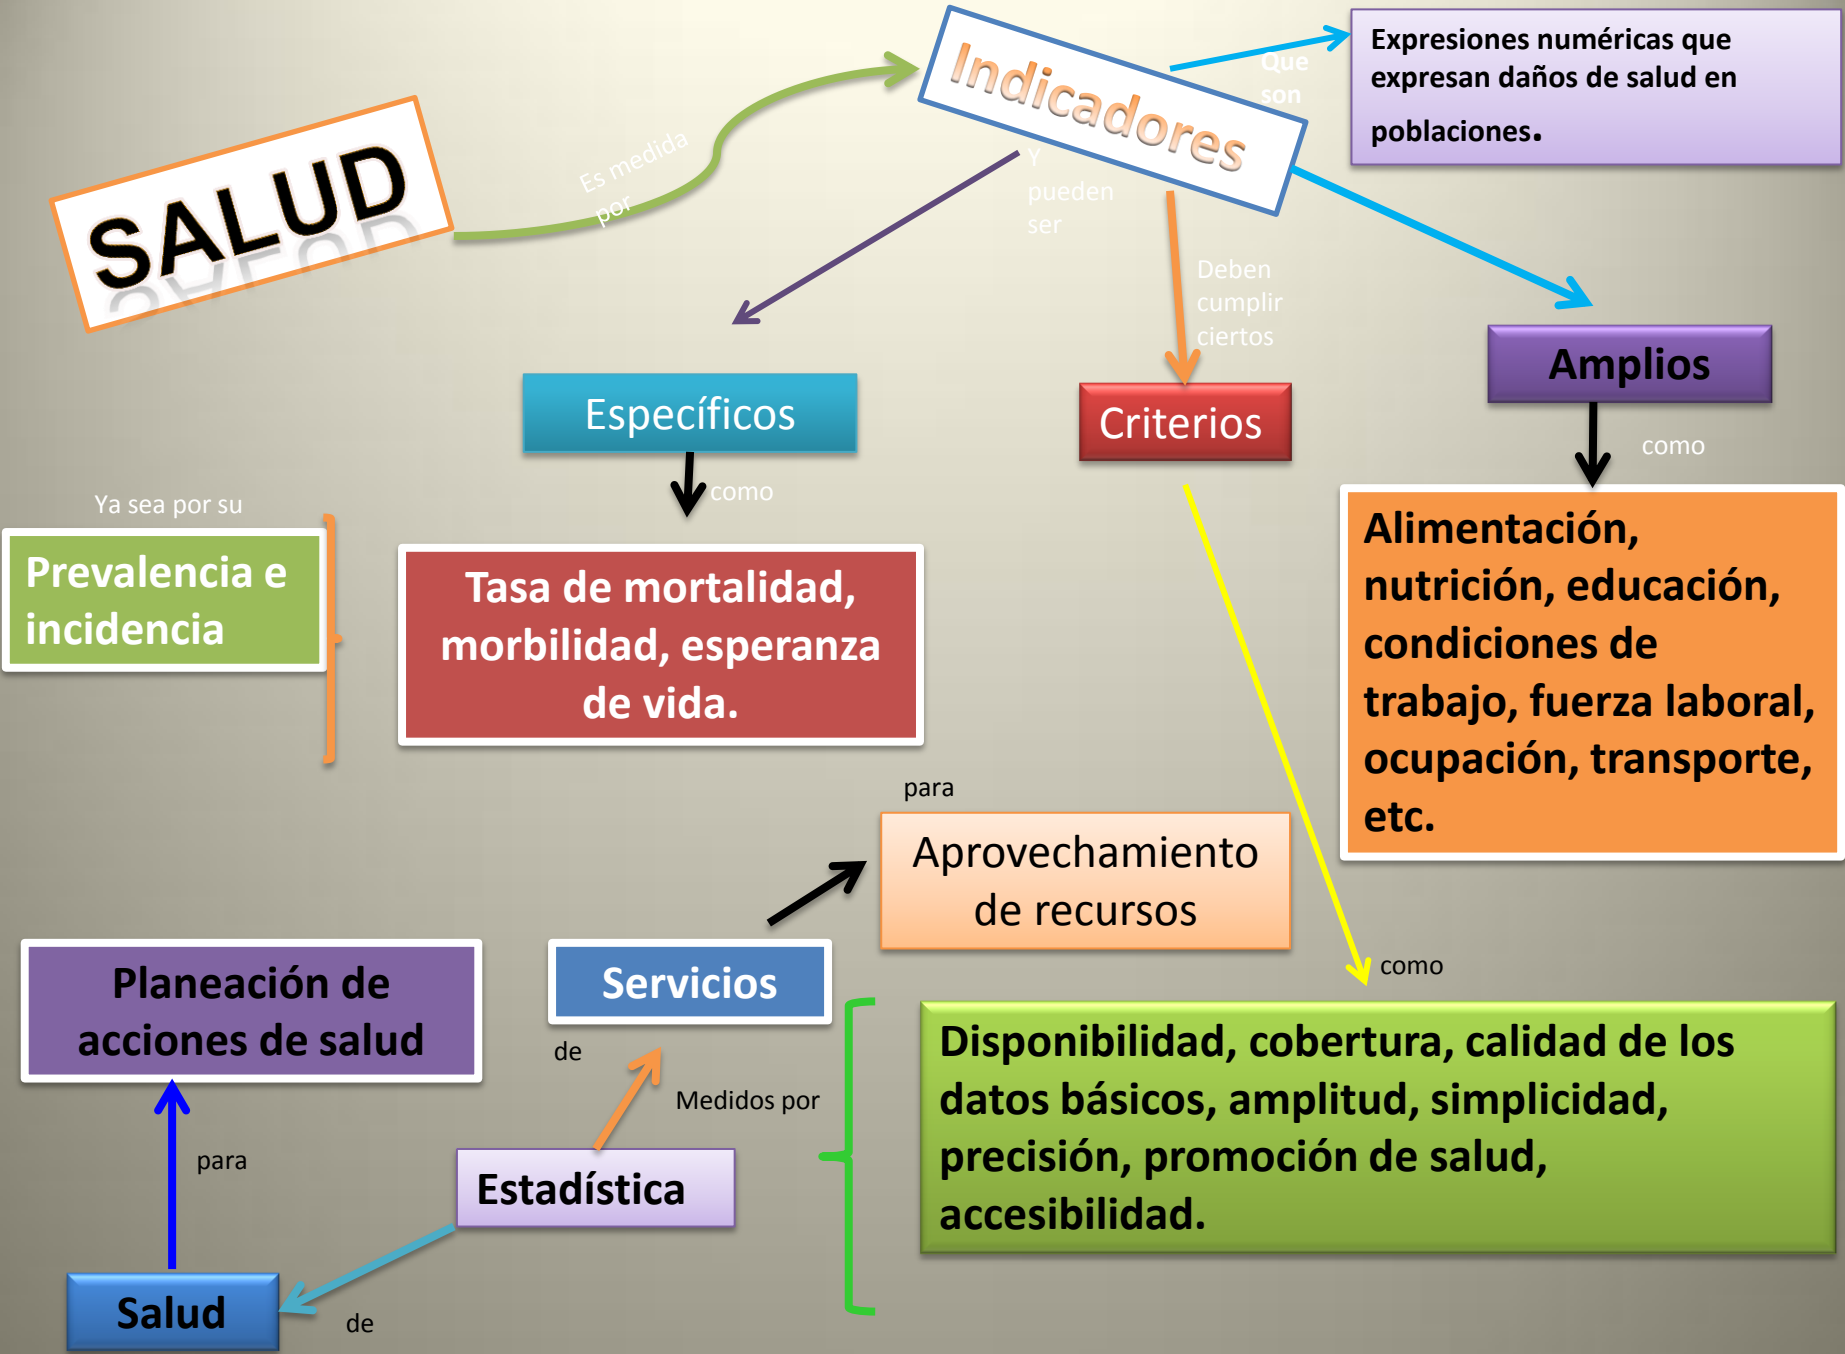 SALUD
Es medida
por
Indicadores
Que
son
Expresiones numéricas que
expresan daños de salud en
poblaciones.
Y
pueden
ser
Deben
cumplir
ciertos
Específicos
Criterios
Amplios
como
como
Ya sea por su
Prevalencia e
incidencia
Tasa de mortalidad,
morbilidad, esperanza
de vida.
Alimentación,
nutrición, educación,
condiciones de
trabajo, fuerza laboral,
ocupación, transporte,
etc.
para
Aprovechamiento
de recursos
Planeación de
acciones de salud
Servicios
como
de
Medidos por
Disponibilidad, cobertura, calidad de los
datos básicos, amplitud, simplicidad,
precisión, promoción de salud,
accesibilidad.
para
Estadística
Salud
de